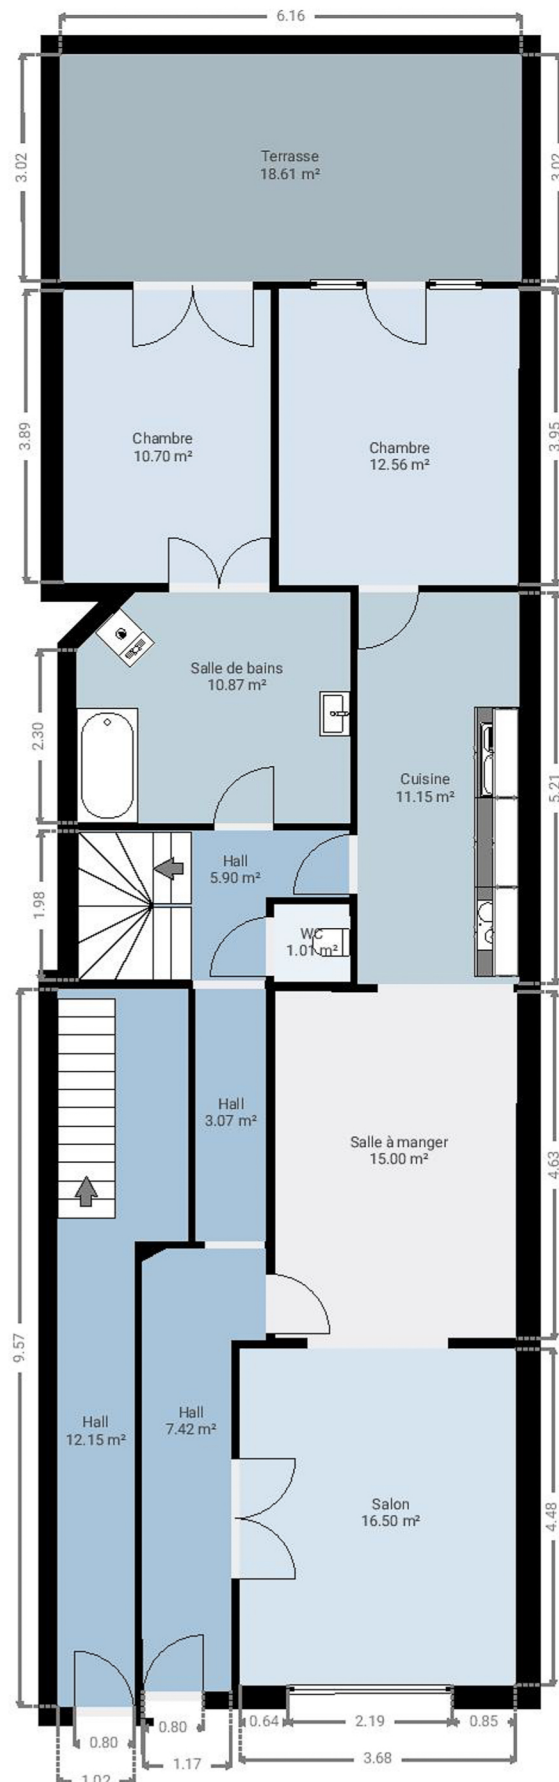 6.16
3.02
3.02
Terrasse
18.61 m²
3.89
3.95
Chambre
10.70 m²
Chambre
12.56 m²
Salle de bains
10.87 m²
2.30
5.21
Cuisine
11.15 m²
Hall
5.90 m²
1.98
WC
1.01 m²
Hall
3.07 m²
Salle à manger
15.00 m²
4.63
9.57
Hall
12.15 m²
Hall
7.42 m²
Salon
16.50 m²
4.48
0.80
0.80
0.64
2.19
0.85
1.17
3.68
1.02